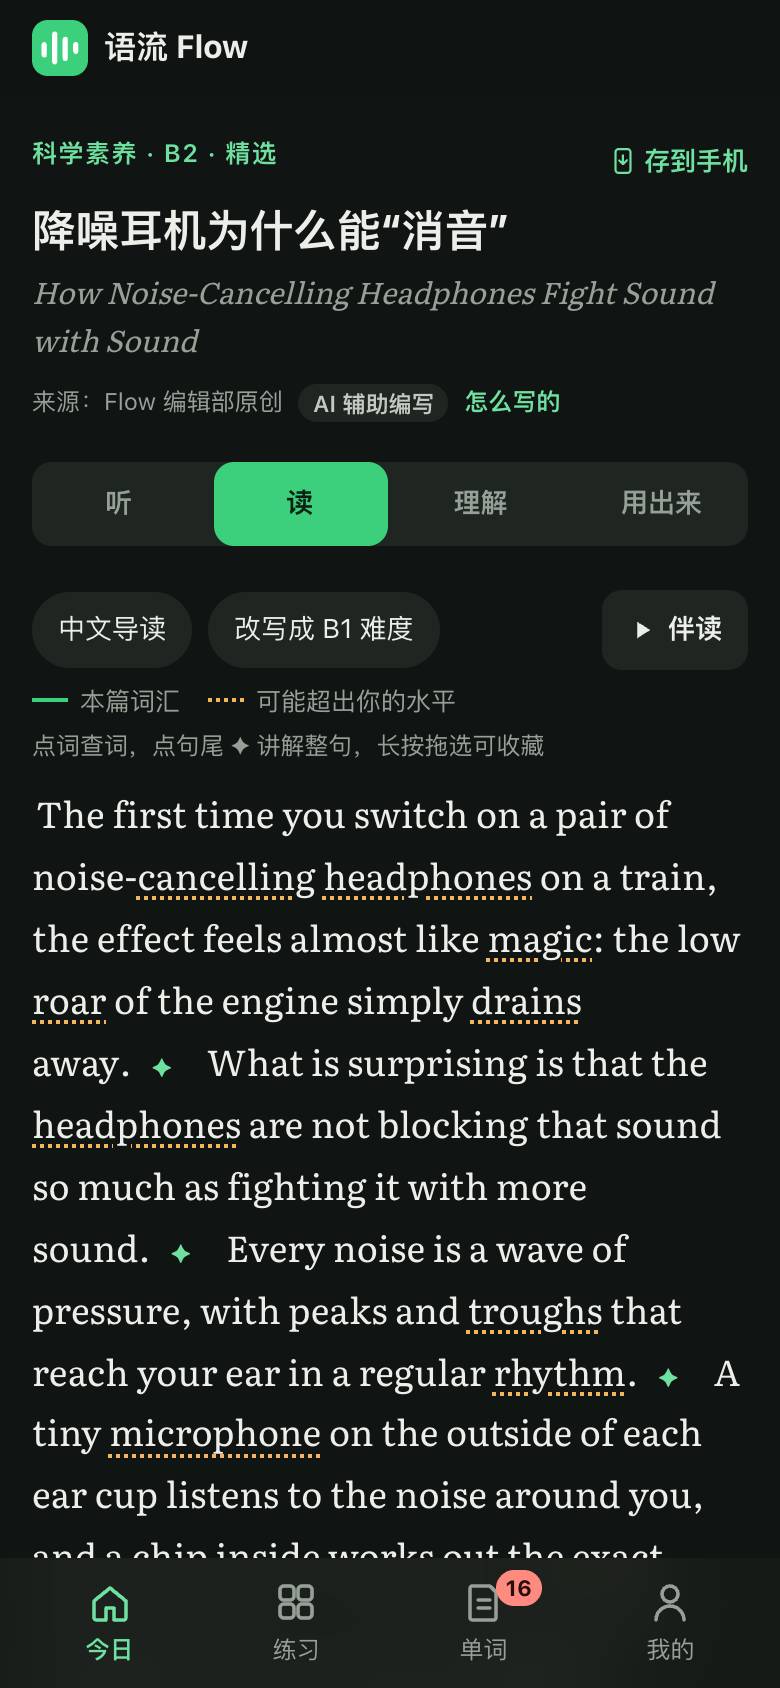 语流 Flow
科学素养 · B2 · 精选
存到手机
降噪耳机为什么能“消音”
How Noise-Cancelling Headphones Fight Sound
with Sound
来源：Flow 编辑部原创 AI 辅助编写 怎么写的
听 读 理解 用出来
中文导读 改写成 B1 难度 伴读
本篇词汇 可能超出你的水平
点词查词，点句尾 ✦ 讲解整句，长按拖选可收藏
The first time you switch on a pair of
noise-cancelling headphones on a train,
the effect feels almost like magic: the low
roar of the engine simply drains
away. ✦ What is surprising is that the
headphones are not blocking that sound
so much as fighting it with more
sound. ✦ Every noise is a wave of
pressure, with peaks and troughs that
reach your ear in a regular rhythm. ✦ A
tiny microphone on the outside of each
ear cup listens to the noise around you,
and a chip inside works out the exact
16
今日 练习 单词 我的